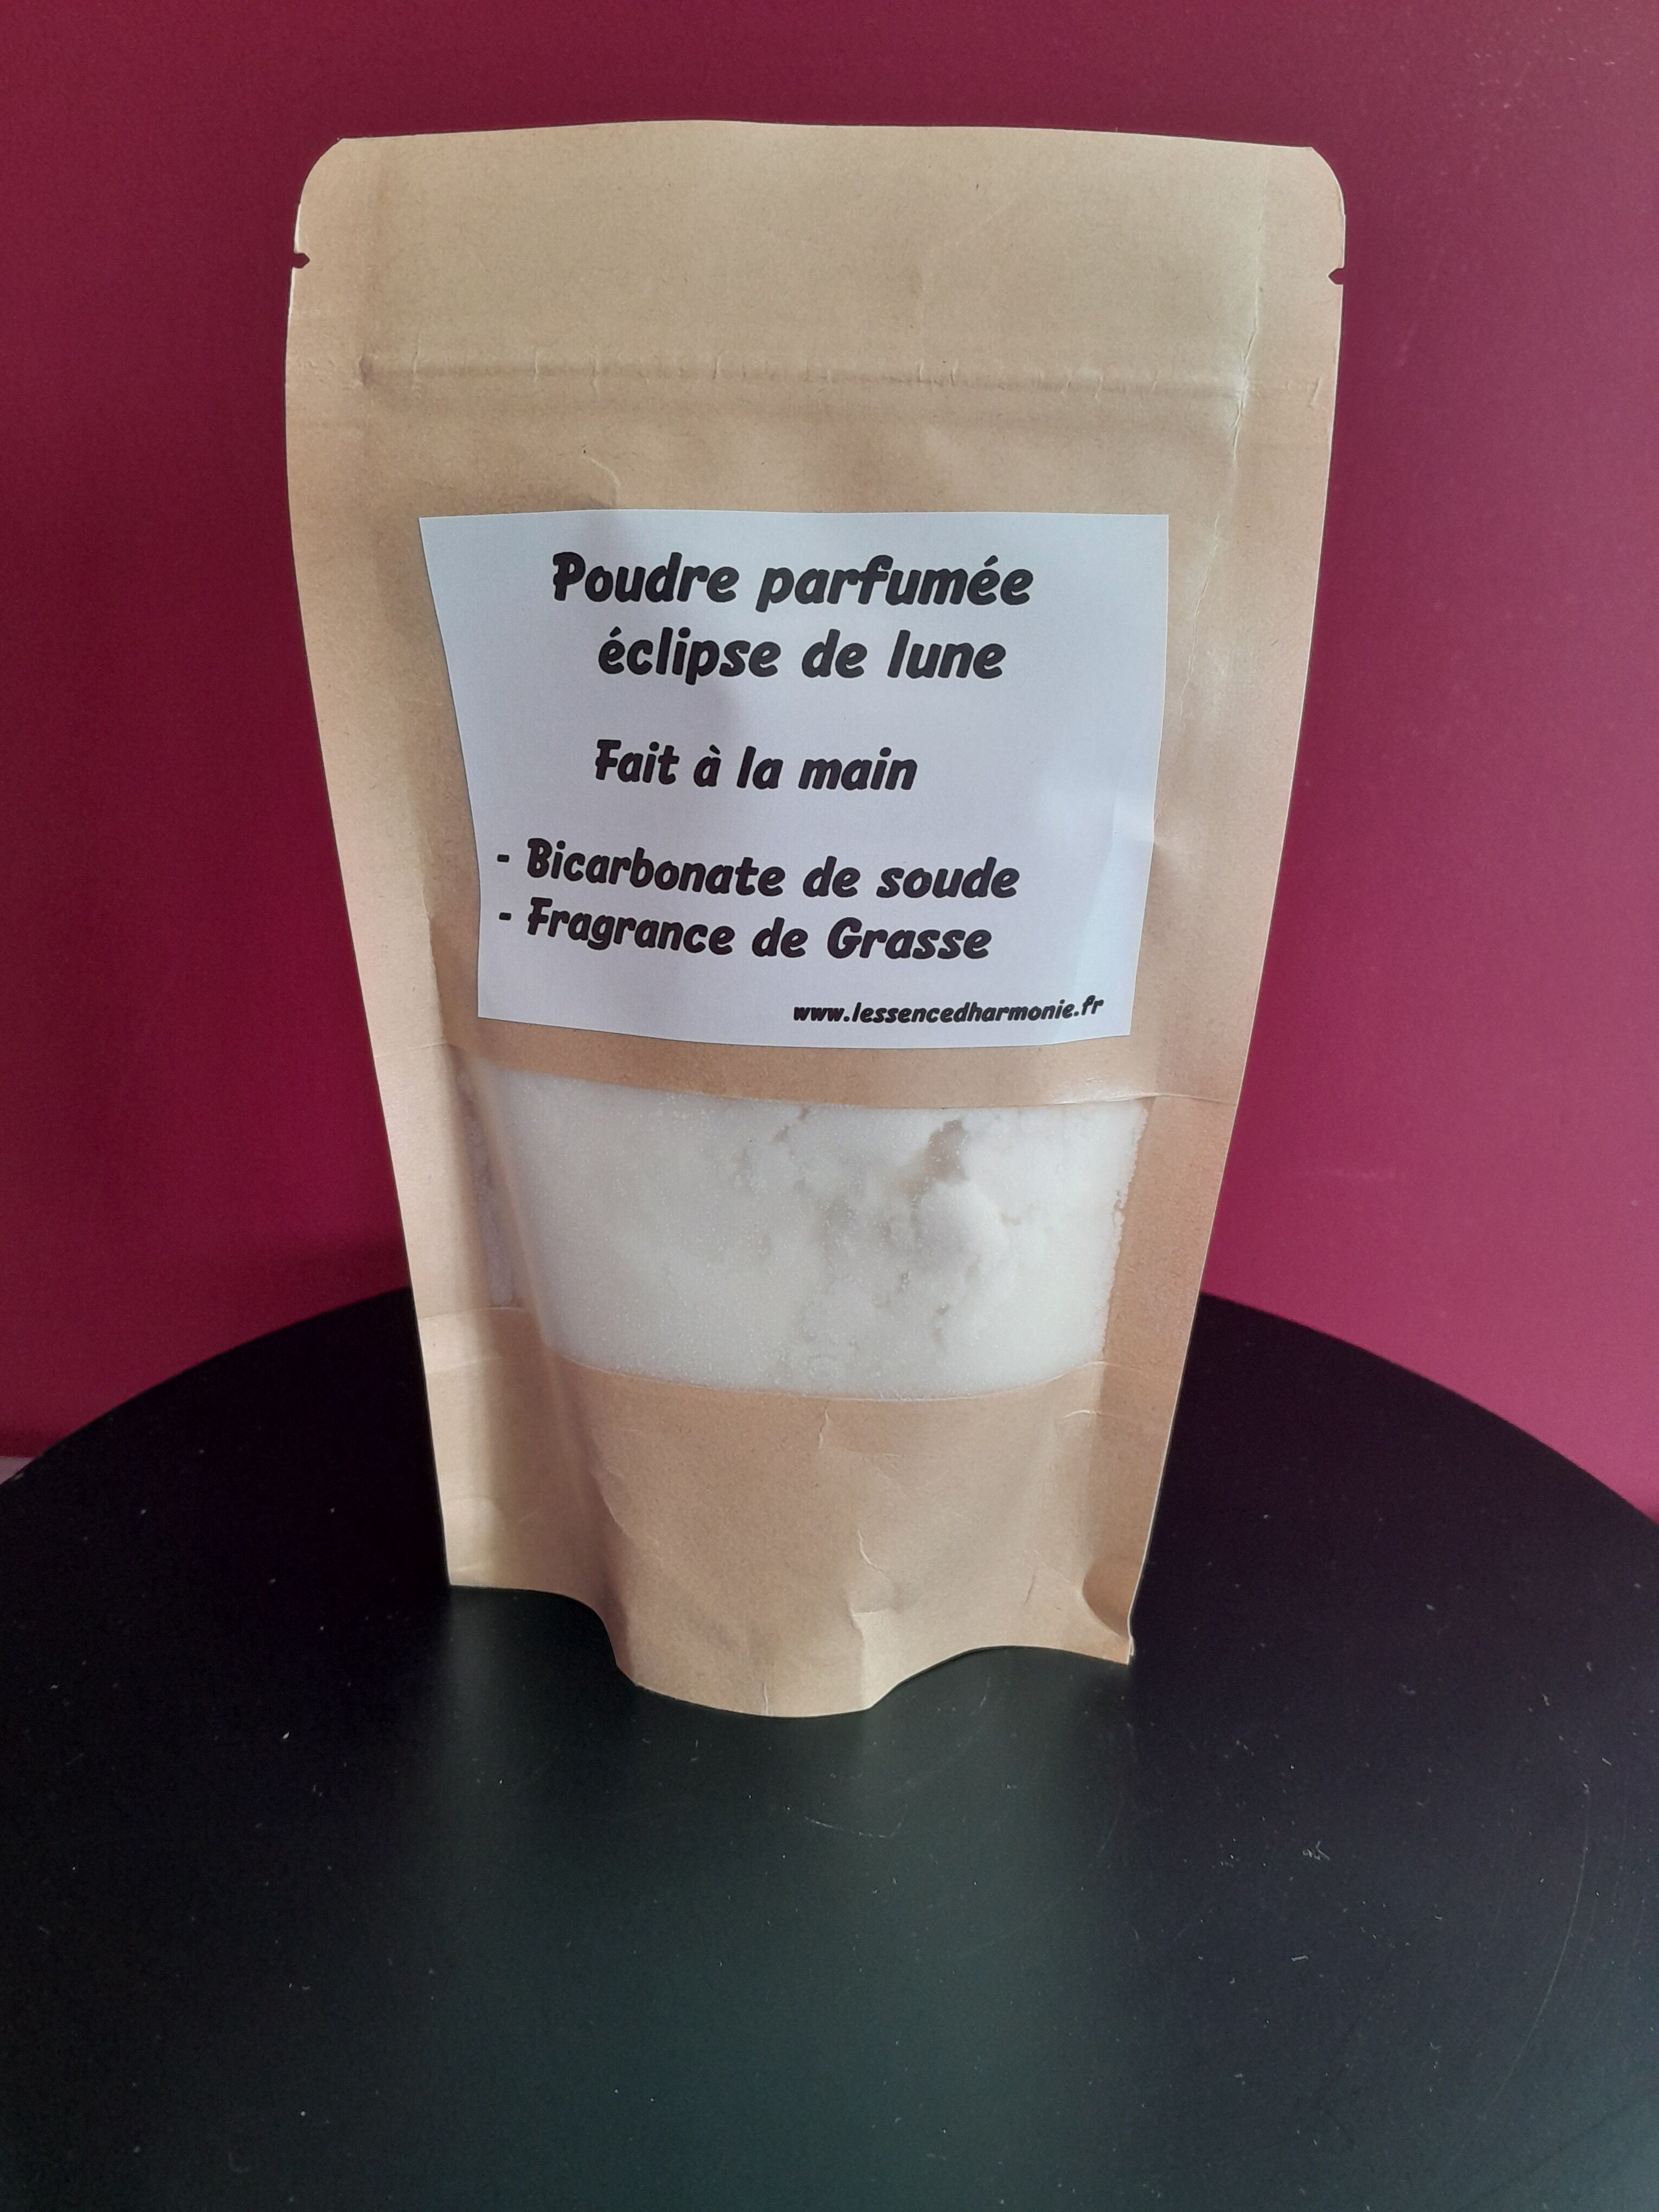 Poudre parfumée
éclipse de lune
Fait à la main
- Bicarbonate de soude
- Fragrance de Grasse
www.lessencedharmonie.fr